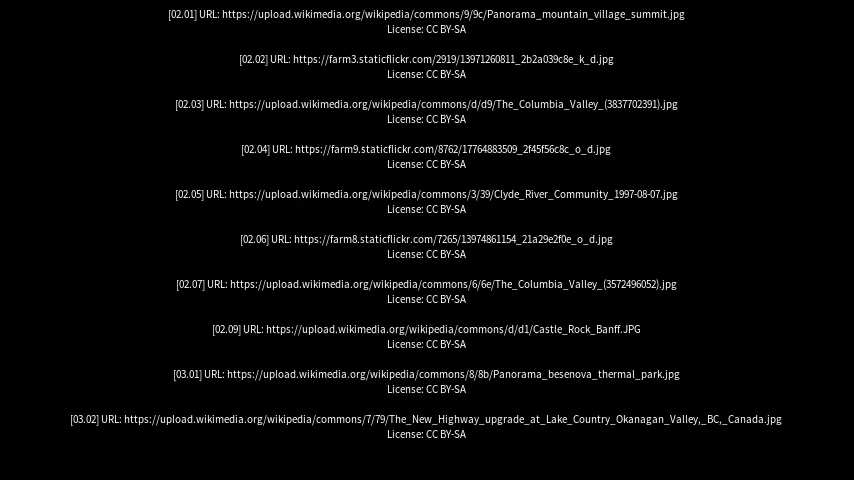 [02.01] URL: https://upload.wikimedia.org/wikipedia/commons/9/9c/Panorama_mountain_village_summit.jpg
License: CC BY-SA
[02.02] URL: https://farm3.staticflickr.com/2919/13971260811_2b2a039c8e_k_d.jpg
License: CC BY-SA
[02.03] URL: https://upload.wikimedia.org/wikipedia/commons/d/d9/The_Columbia_Valley_(3837702391).jpg
License: CC BY-SA
[02.04] URL: https://farm9.staticflickr.com/8762/17764883509_2f45f56c8c_o_d.jpg
License: CC BY-SA
[02.05] URL: https://upload.wikimedia.org/wikipedia/commons/3/39/Clyde_River_Community_1997-08-07.jpg
License: CC BY-SA
[02.06] URL: https://farm8.staticflickr.com/7265/13974861154_21a29e2f0e_o_d.jpg
License: CC BY-SA
[02.07] URL: https://upload.wikimedia.org/wikipedia/commons/6/6e/The_Columbia_Valley_(3572496052).jpg
License: CC BY-SA
[02.09] URL: https://upload.wikimedia.org/wikipedia/commons/d/d1/Castle_Rock_Banff.JPG
License: CC BY-SA
[03.01] URL: https://upload.wikimedia.org/wikipedia/commons/8/8b/Panorama_besenova_thermal_park.jpg
License: CC BY-SA
[03.02] URL: https://upload.wikimedia.org/wikipedia/commons/7/79/The_New_Highway_upgrade_at_Lake_Country_Okanagan_Valley,_BC,_Canada.jpg
License: CC BY-SA